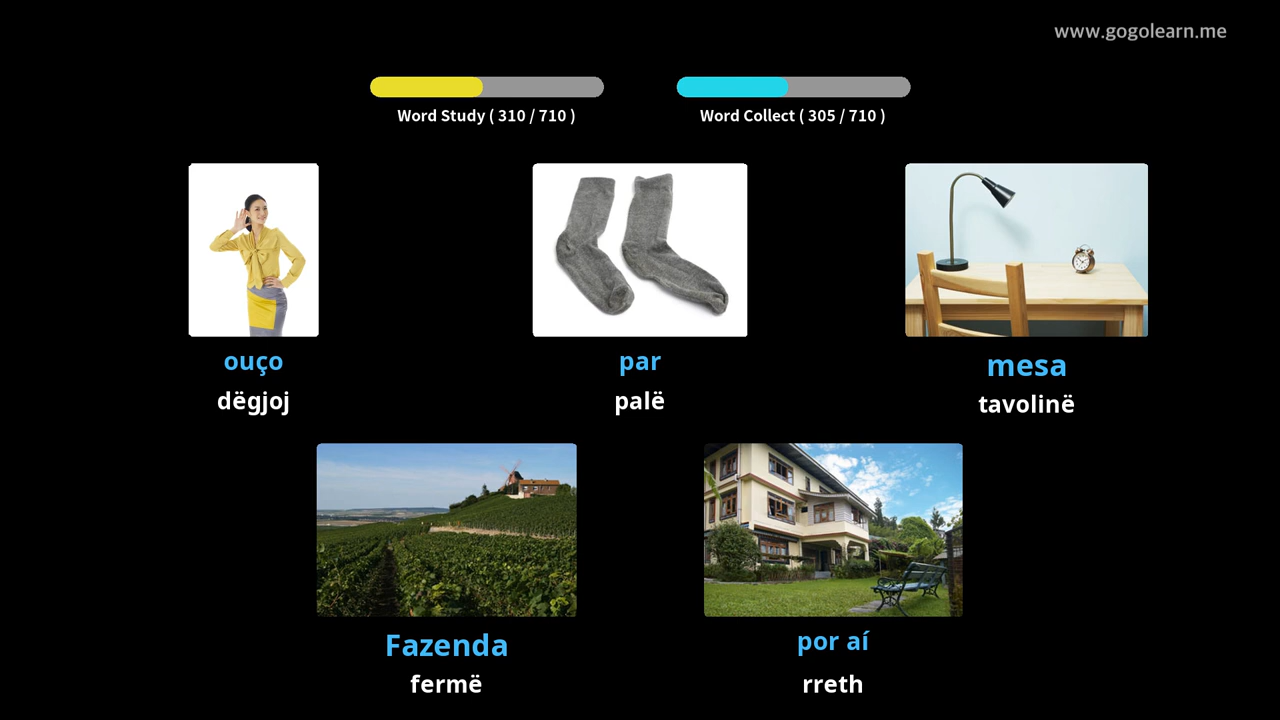 www.gogolearn.me
Word Study ( 310 / 710 )
Word Collect ( 305 / 710 )
ouço
dëgjoj
par
palë
mesa
tavolinë
Fazenda
fermë
por aí
rreth